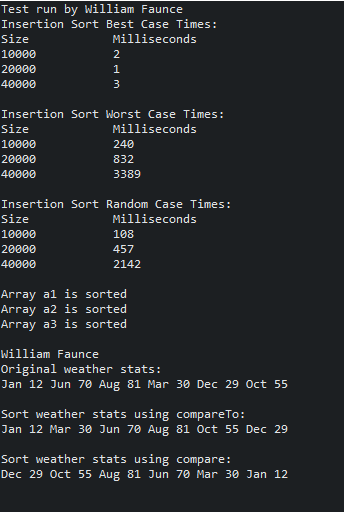 Test run by William Faunce
Insertion Sort Best Case Times:
Size Milliseconds
10000 2
20000 1
40000 3
Insertion Sort Worst Case Times:
Size Milliseconds
10000 240
20000 832
40000 3389
Insertion Sort Random Case Times:
Size Milliseconds
10000 108
20000 457
40000 2142
Array a1 is sorted
Array a2 is sorted
Array a3 is sorted
William Faunce
Original weather stats:
Jan 12 Jun 70 Aug 81 Mar 30 Dec 29 Oct 55
Sort weather stats using compareTo:
Jan 12 Mar 30 Jun 70 Aug 81 Oct 55 Dec 29
Sort weather stats using compare:
Dec 29 Oct 55 Aug 81 Jun 70 Mar 30 Jan 12